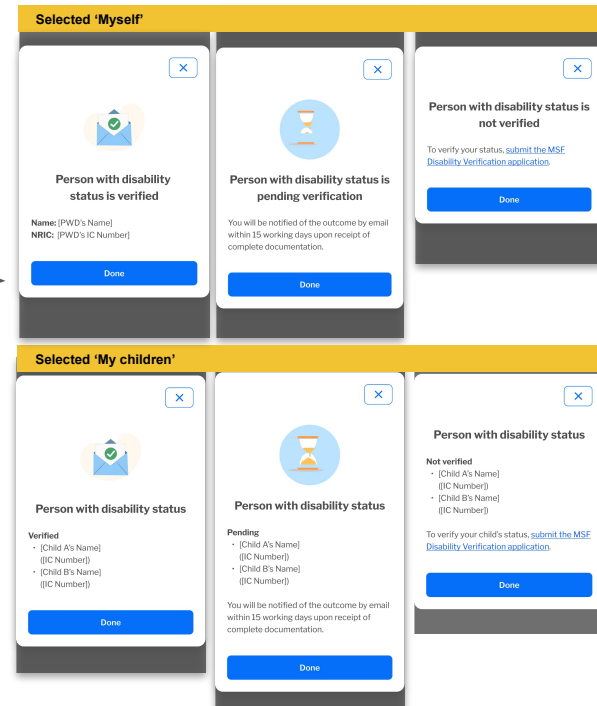 Selected ‘Myself’
Person with disability
status is verified
Name: [PWD's Name]
NRIC: [PWD's IC Number]
Done
Person with disability status is
pending verification
You will be notified of the outcome by email
within 15 working days upon receipt of
complete documentation.
Done
Person with disability status is
not verified
To verify your status, submit the MSF
Disability Verification application.
Done
Selected ‘My children’
Person with disability status
Verified
• [Child A's Name]
([IC Number])
• [Child B's Name]
([IC Number])
Done
Person with disability status
Pending
• [Child A's Name]
([IC Number])
• [Child B's Name]
([IC Number])
You will be notified of the outcome by email
within 15 working days upon receipt of
complete documentation.
Done
Person with disability status
Not verified
• [Child A's Name]
([IC Number])
• [Child B's Name]
([IC Number])
To verify your child's status, submit the MSF
Disability Verification application.
Done